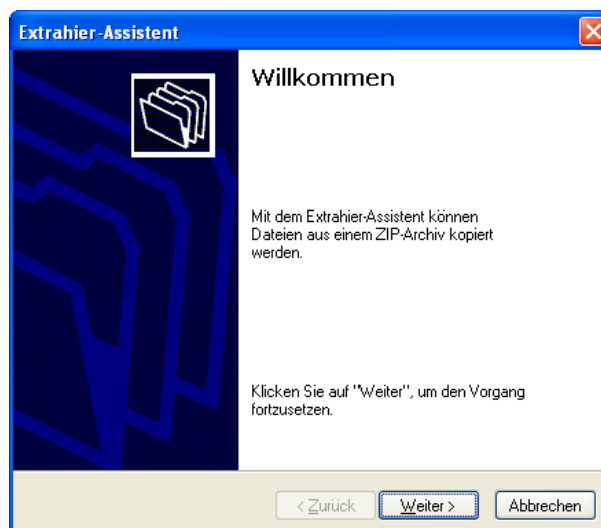 Extrahier-Assistent
Willkommen
Mit dem Extrahier-Assistent können
Dateien aus einem ZIP-Archiv kopiert
werden.
Klicken Sie auf "Weiter", um den Vorgang
fortzusetzen.
< Zurück
Weiter >
Abbrechen